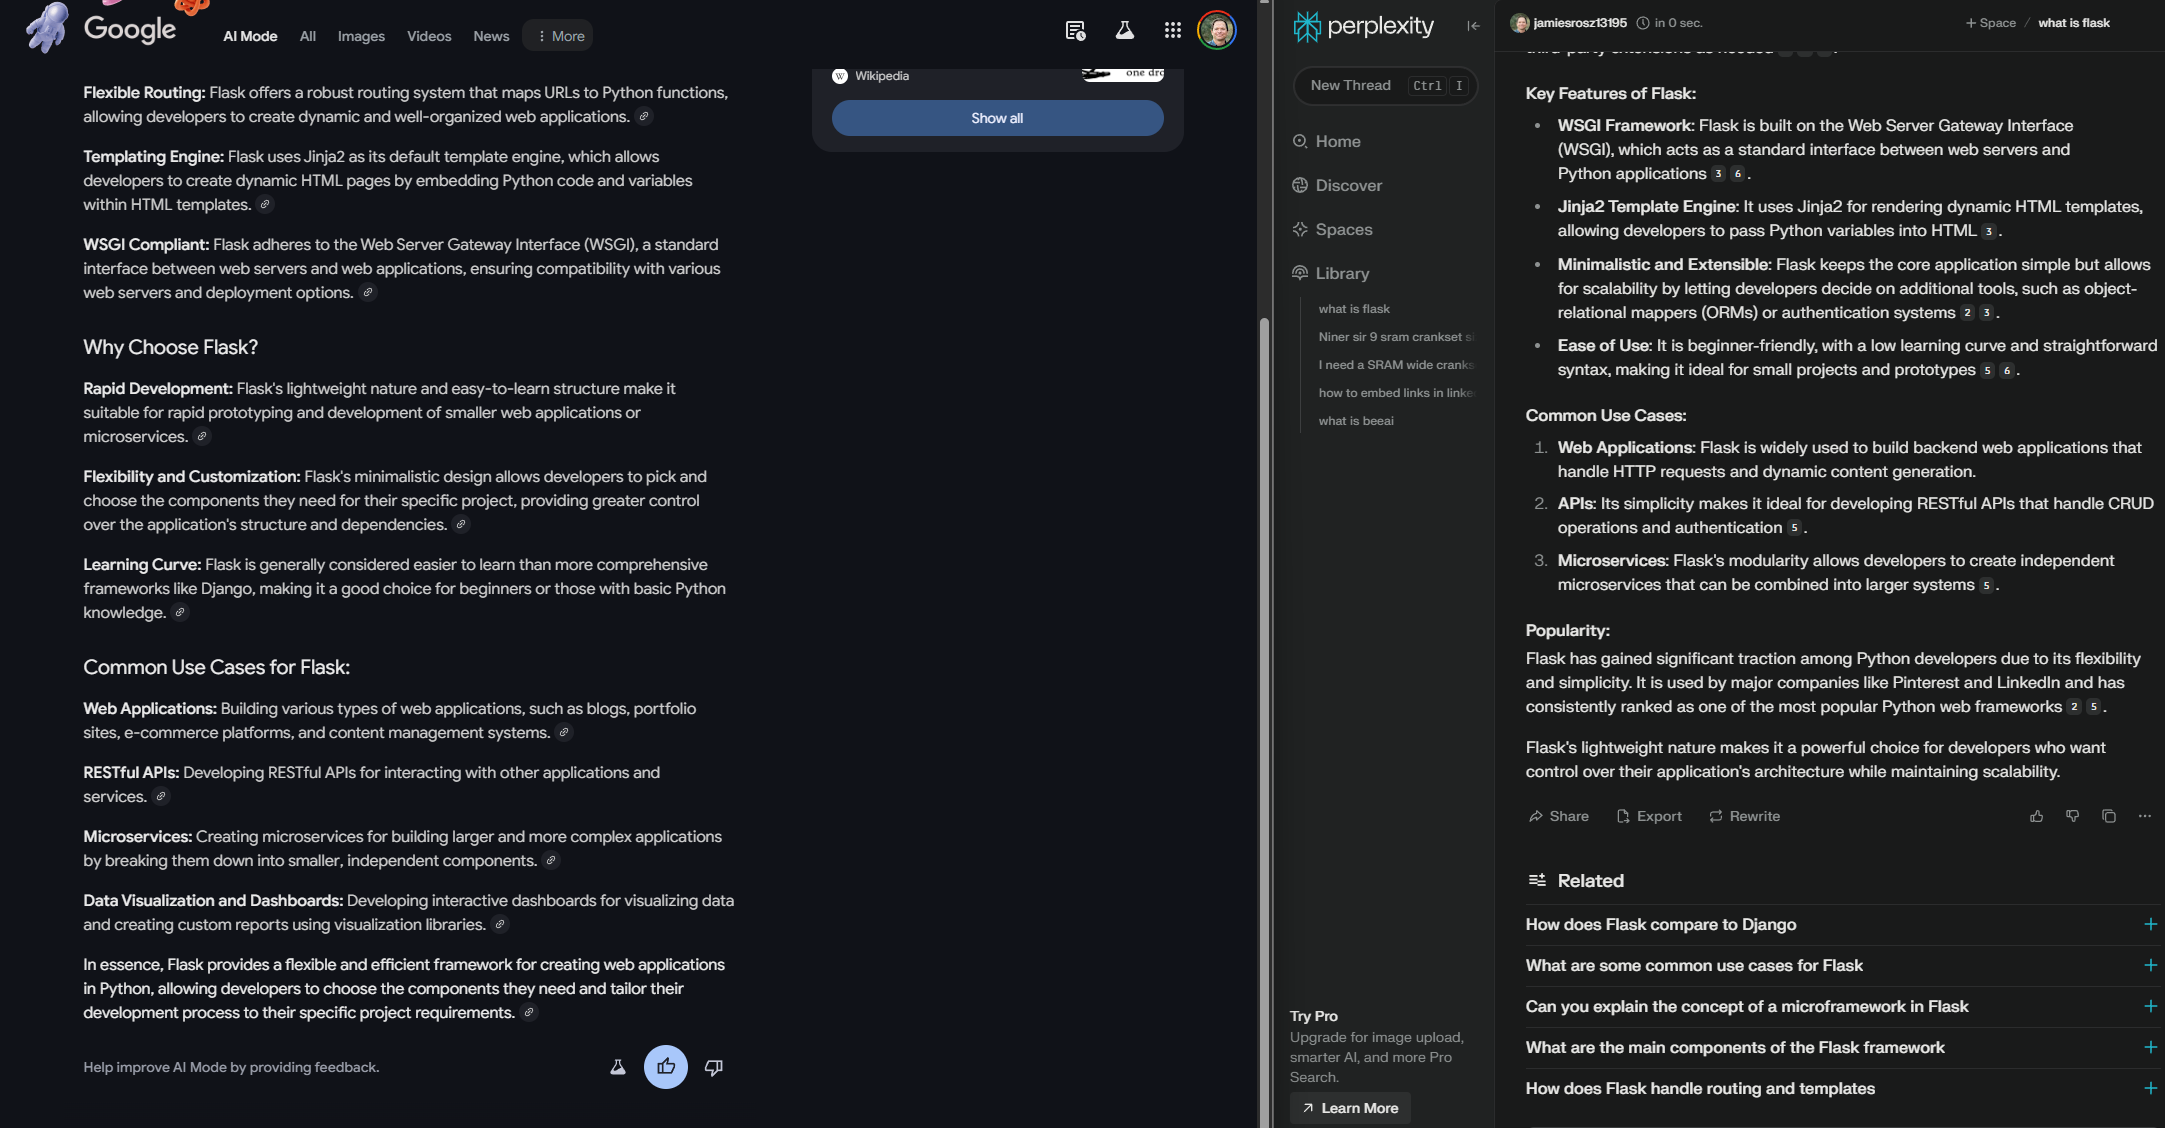 Google
AI Mode
All
Images
Videos
News
More
Flexible Routing: Flask offers a robust routing system that maps URLs to Python functions,
allowing developers to create dynamic and well-organized web applications.
Templating Engine: Flask uses Jinja2 as its default template engine, which allows
developers to create dynamic HTML pages by embedding Python code and variables
within HTML templates.
WSGI Compliant: Flask adheres to the Web Server Gateway Interface (WSGI), a standard
interface between web servers and web applications, ensuring compatibility with various
web servers and deployment options.
Why Choose Flask?
Rapid Development: Flask's lightweight nature and easy-to-learn structure make it
suitable for rapid prototyping and development of smaller web applications or
microservices.
Flexibility and Customization: Flask's minimalistic design allows developers to pick and
choose the components they need for their specific project, providing greater control
over the application's structure and dependencies.
Learning Curve: Flask is generally considered easier to learn than more comprehensive
frameworks like Django, making it a good choice for beginners or those with basic Python
knowledge.
Common Use Cases for Flask:
Web Applications: Building various types of web applications, such as blogs, portfolio
sites, e-commerce platforms, and content management systems.
RESTful APIs: Developing RESTful APIs for interacting with other applications and
services.
Microservices: Creating microservices for building larger and more complex applications
by breaking them down into smaller, independent components.
Data Visualization and Dashboards: Developing interactive dashboards for visualizing data
and creating custom reports using visualization libraries.
In essence, Flask provides a flexible and efficient framework for creating web applications
in Python, allowing developers to choose the components they need and tailor their
development process to their specific project requirements.
Help improve AI Mode by providing feedback.
W Wikipedia
one
Show all
perplexity
New Thread Ctrl I
Home
Discover
Spaces
Library
what is flask
Niner sir 9 sram crankset
I need a SRAM wide
how to embed links in
what is beeai
Try Pro
Upgrade for image upload,
smarter AI, and more Pro
Search.
Learn More
jamiesrosz13195 in 0 sec.
+ Space / what is flask
third-party extensions as needed
Key Features of Flask:
• WSGI Framework: Flask is built on the Web Server Gateway Interface
(WSGI), which acts as a standard interface between web servers and
Python applications 3 6 .
• Jinja2 Template Engine: It uses Jinja2 for rendering dynamic HTML templates,
allowing developers to pass Python variables into HTML 3 .
• Minimalistic and Extensible: Flask keeps the core application simple but allows
for scalability by letting developers decide on additional tools, such as object-
relational mappers (ORMs) or authentication systems 2 3 .
• Ease of Use: It is beginner-friendly, with a low learning curve and straightforward
syntax, making it ideal for small projects and prototypes 5 6 .
Common Use Cases:
1. Web Applications: Flask is widely used to build backend web applications that
handle HTTP requests and dynamic content generation.
2. APIs: Its simplicity makes it ideal for developing RESTful APIs that handle CRUD
operations and authentication 5 .
3. Microservices: Flask's modularity allows developers to create independent
microservices that can be combined into larger systems 5 .
Popularity:
Flask has gained significant traction among Python developers due to its flexibility
and simplicity. It is used by major companies like Pinterest and LinkedIn and has
consistently ranked as one of the most popular Python web frameworks 2 5 .
Flask's lightweight nature makes it a powerful choice for developers who want
control over their application's architecture while maintaining scalability.
Share
Export
Rewrite
Related
How does Flask compare to Django +
What are some common use cases for Flask +
Can you explain the concept of a microframework in Flask +
What are the main components of the Flask framework +
How does Flask handle routing and templates +